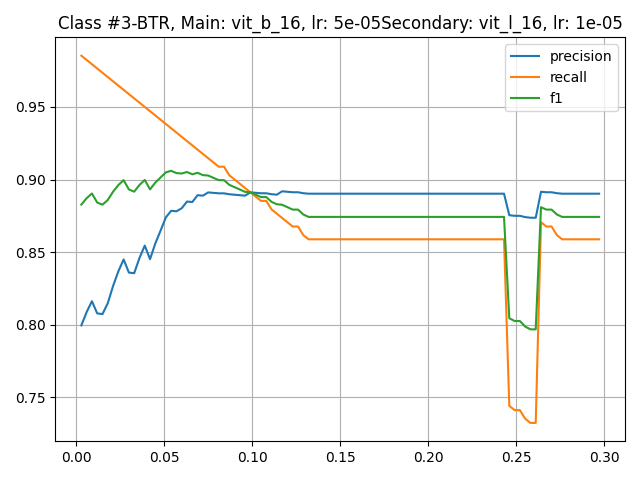 Class #3-BTR, Main: vit_b_16, lr: 5e-05Secondary: vit_l_16, lr: 1e-05
precision
recall
f1
0.95
0.90
0.85
0.80
0.75
0.00 0.05 0.10 0.15 0.20 0.25 0.30